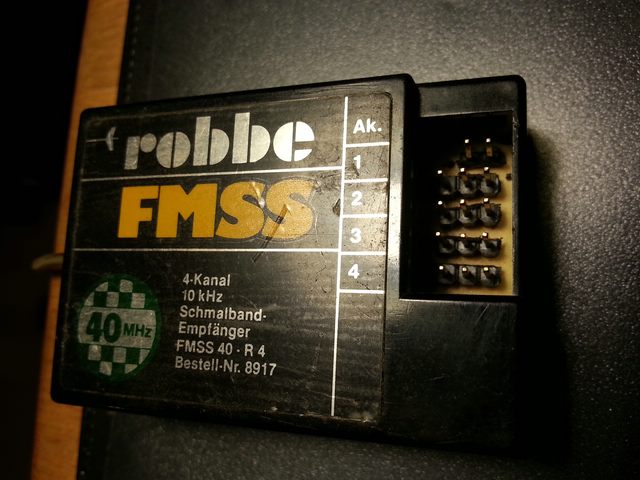 robbe
FMSS
Ak.
1
2
3
4
40 MHz
4-Kanal
10 kHz
Schmalband-
Empfänger
FMSS 40 - R 4
Bestell-Nr. 8917